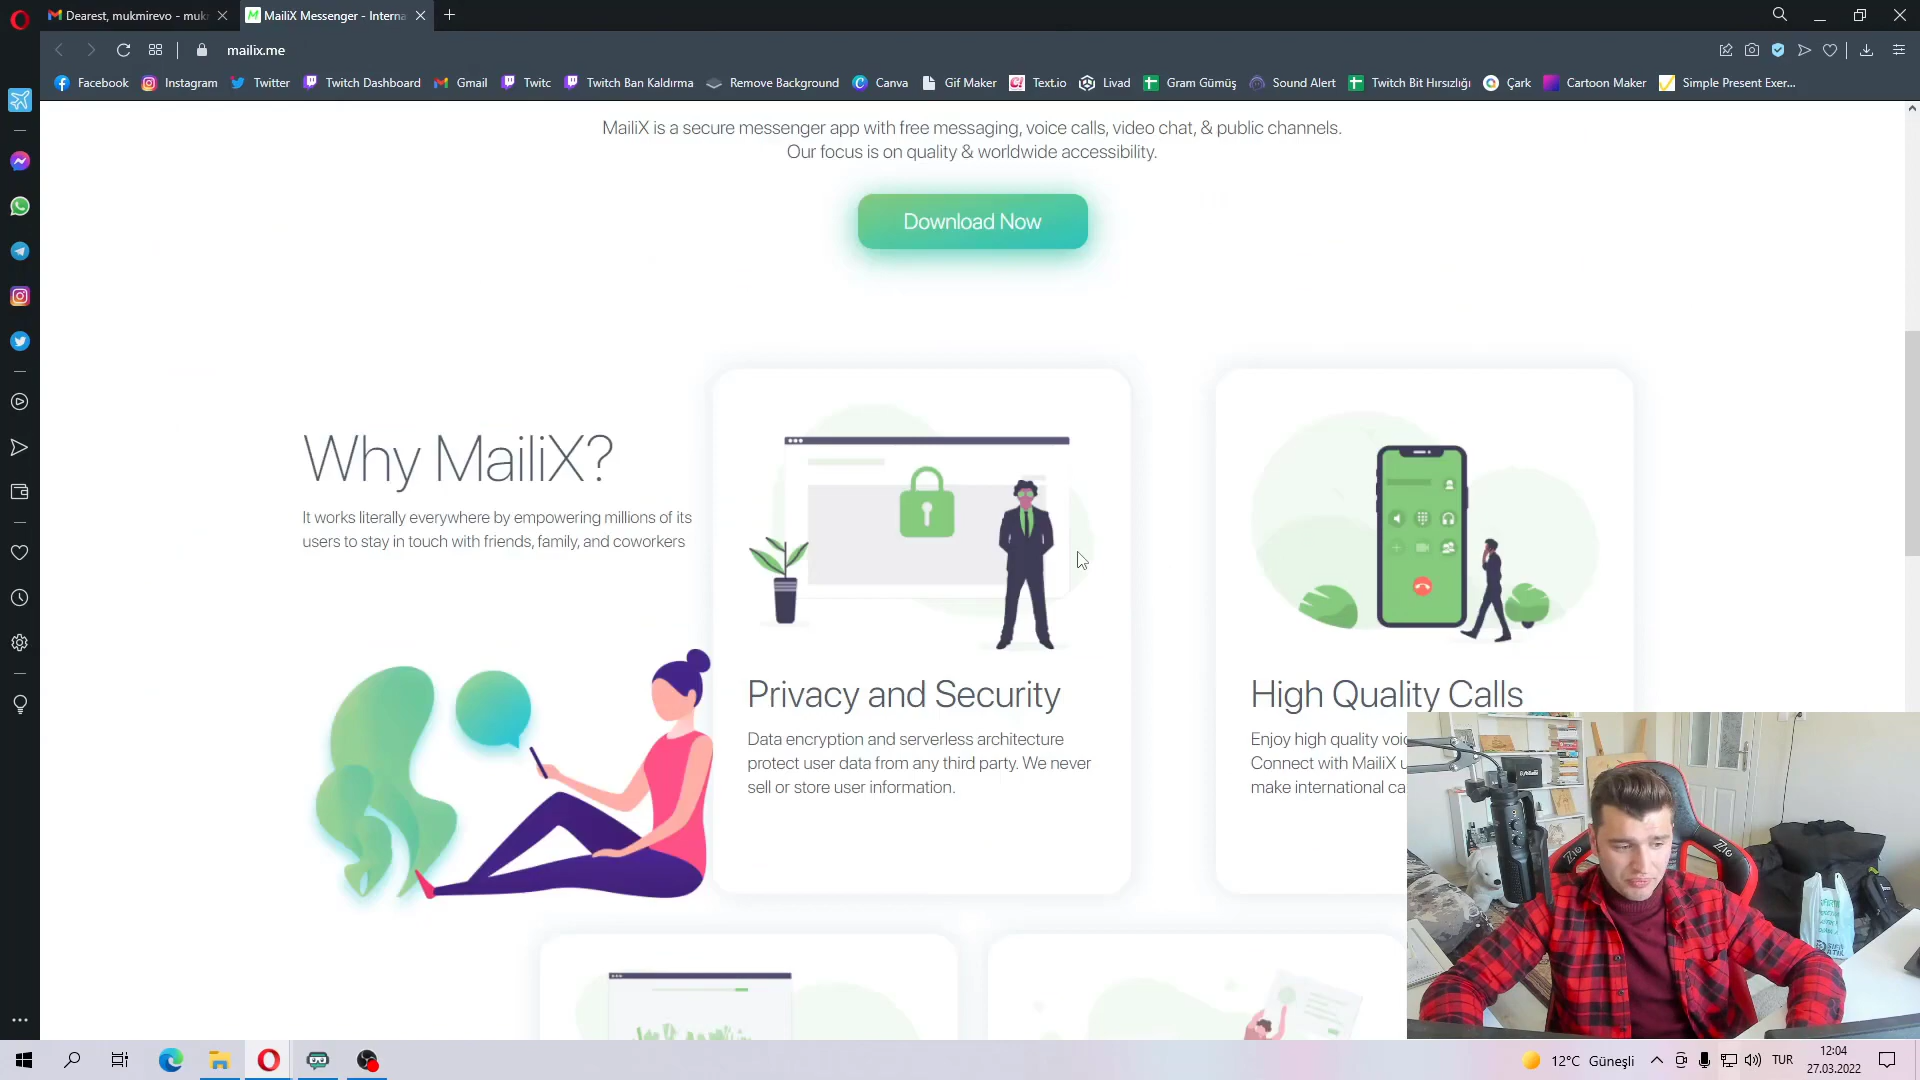 Dearest, mukmirevo - muk
MailiX Messenger - Interna
mailix.me
Facebook
Instagram
Twitter
Twitch Dashboard
Gmail
Twitc
Twitch Ban Kaldırma
Remove Background
Canva
Gif Maker
Text.io
Livad
Gram Gümüş
Sound Alert
Twitch Bit Hırsızlığı
Çark
Cartoon Maker
Simple Present Exer...
MailiX is a secure messenger app with free messaging, voice calls, video chat, & public channels.
Our focus is on quality & worldwide accessibility.
Download Now
Why MailiX?
It works literally everywhere by empowering millions of its
users to stay in touch with friends, family, and coworkers
Privacy and Security
Data encryption and serverless architecture
protect user data from any third party. We never
sell or store user information.
High Quality Calls
Enjoy high quality voic
Connect with MailiX u
make international ca
12°C Güneşli
TUR
12:04
27.03.2022